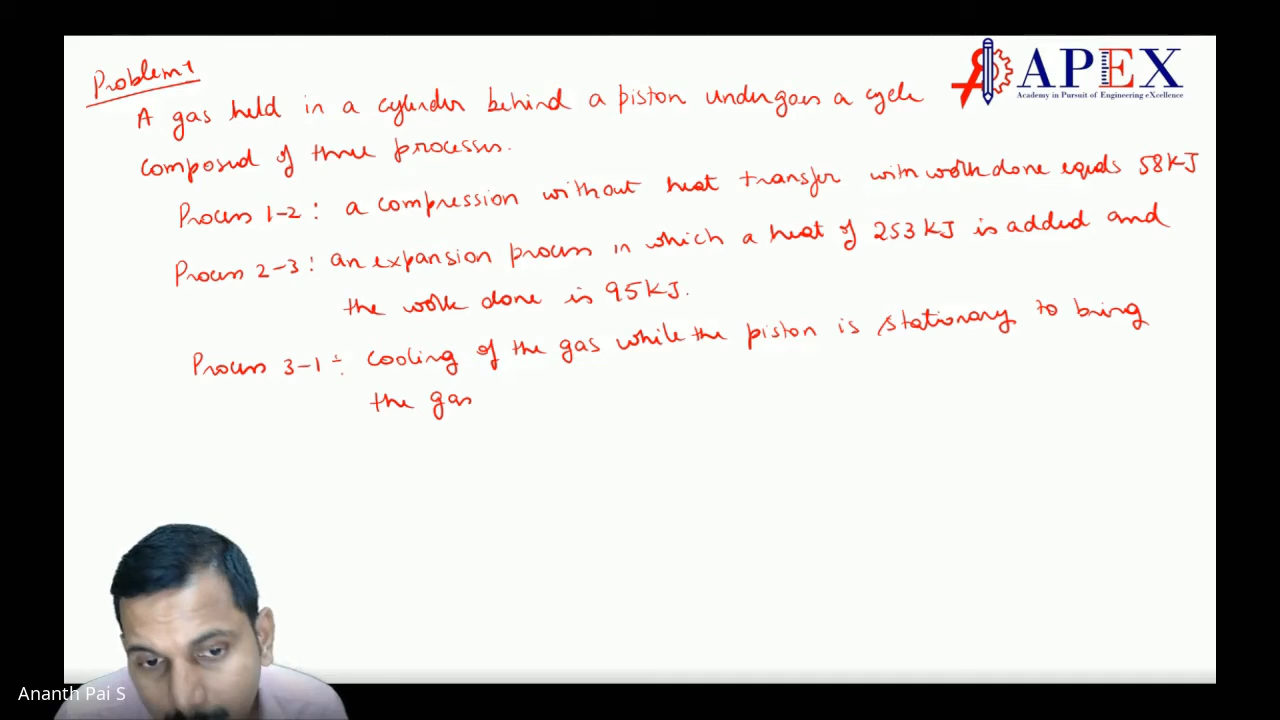 Problem 1
APEX
Academy in Pursuit of Engineering eXcellence
A gas held in a cylinder behind a piston undergoes a cycle
composed of three processes.
Process 1-2 : a compression without heat transfer with work done equals 58 KJ
Process 2-3 : an expansion process in which a heat of 253 KJ is added and
the work done is 95 KJ.
Process 3-1 ÷ cooling of the gas while the piston is stationary to bring
the gas
Ananth Pai S